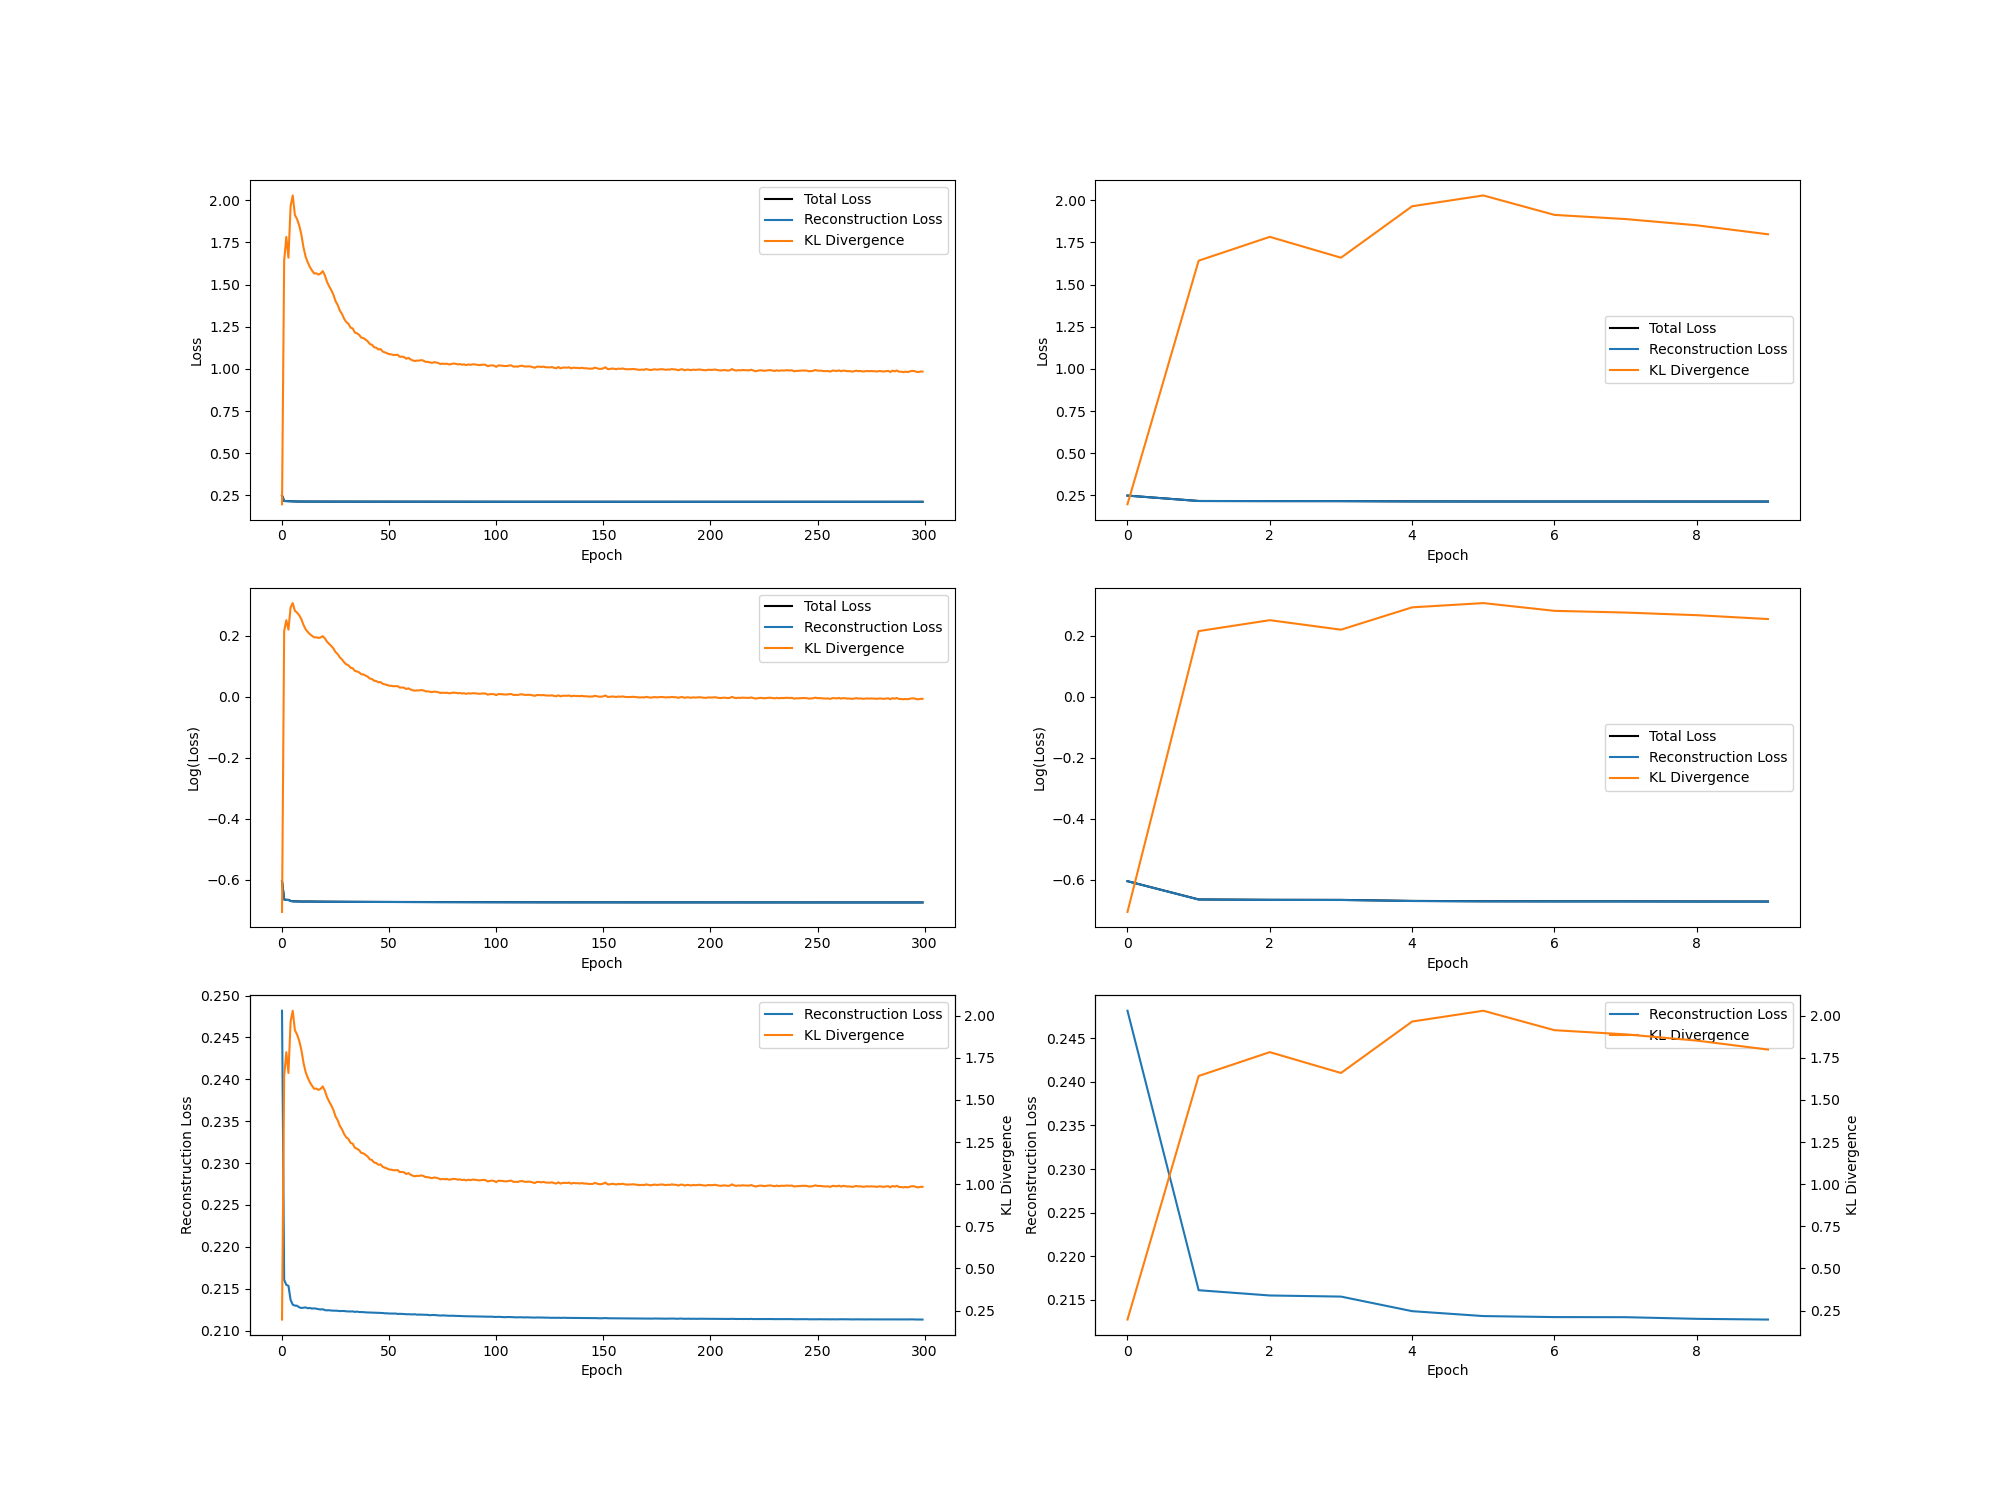 2.00
1.75
1.50
1.25
1.00
0.75
0.50
0.25
Loss
0 50 100 150 200 250 300
Epoch
Total Loss
Reconstruction Loss
KL Divergence
2.00
1.75
1.50
1.25
1.00
0.75
0.50
0.25
Loss
0 2 4 6 8
Epoch
Total Loss
Reconstruction Loss
KL Divergence
0.2
0.0
−0.2
−0.4
−0.6
Log(Loss)
0 50 100 150 200 250 300
Epoch
Total Loss
Reconstruction Loss
KL Divergence
0.2
0.0
−0.2
−0.4
−0.6
Log(Loss)
0 2 4 6 8
Epoch
Total Loss
Reconstruction Loss
KL Divergence
0.250
0.245
0.240
0.235
0.230
0.225
0.220
0.215
0.210
Reconstruction Loss
0 50 100 150 200 250 300
Epoch
Reconstruction Loss
KL Divergence
2.00
1.75
1.50
1.25
1.00
0.75
0.50
0.25
KL Divergence
0.245
0.240
0.235
0.230
0.225
0.220
0.215
Reconstruction Loss
0 2 4 6 8
Epoch
Reconstruction Loss
KL Divergence
2.00
1.75
1.50
1.25
1.00
0.75
0.50
0.25
KL Divergence